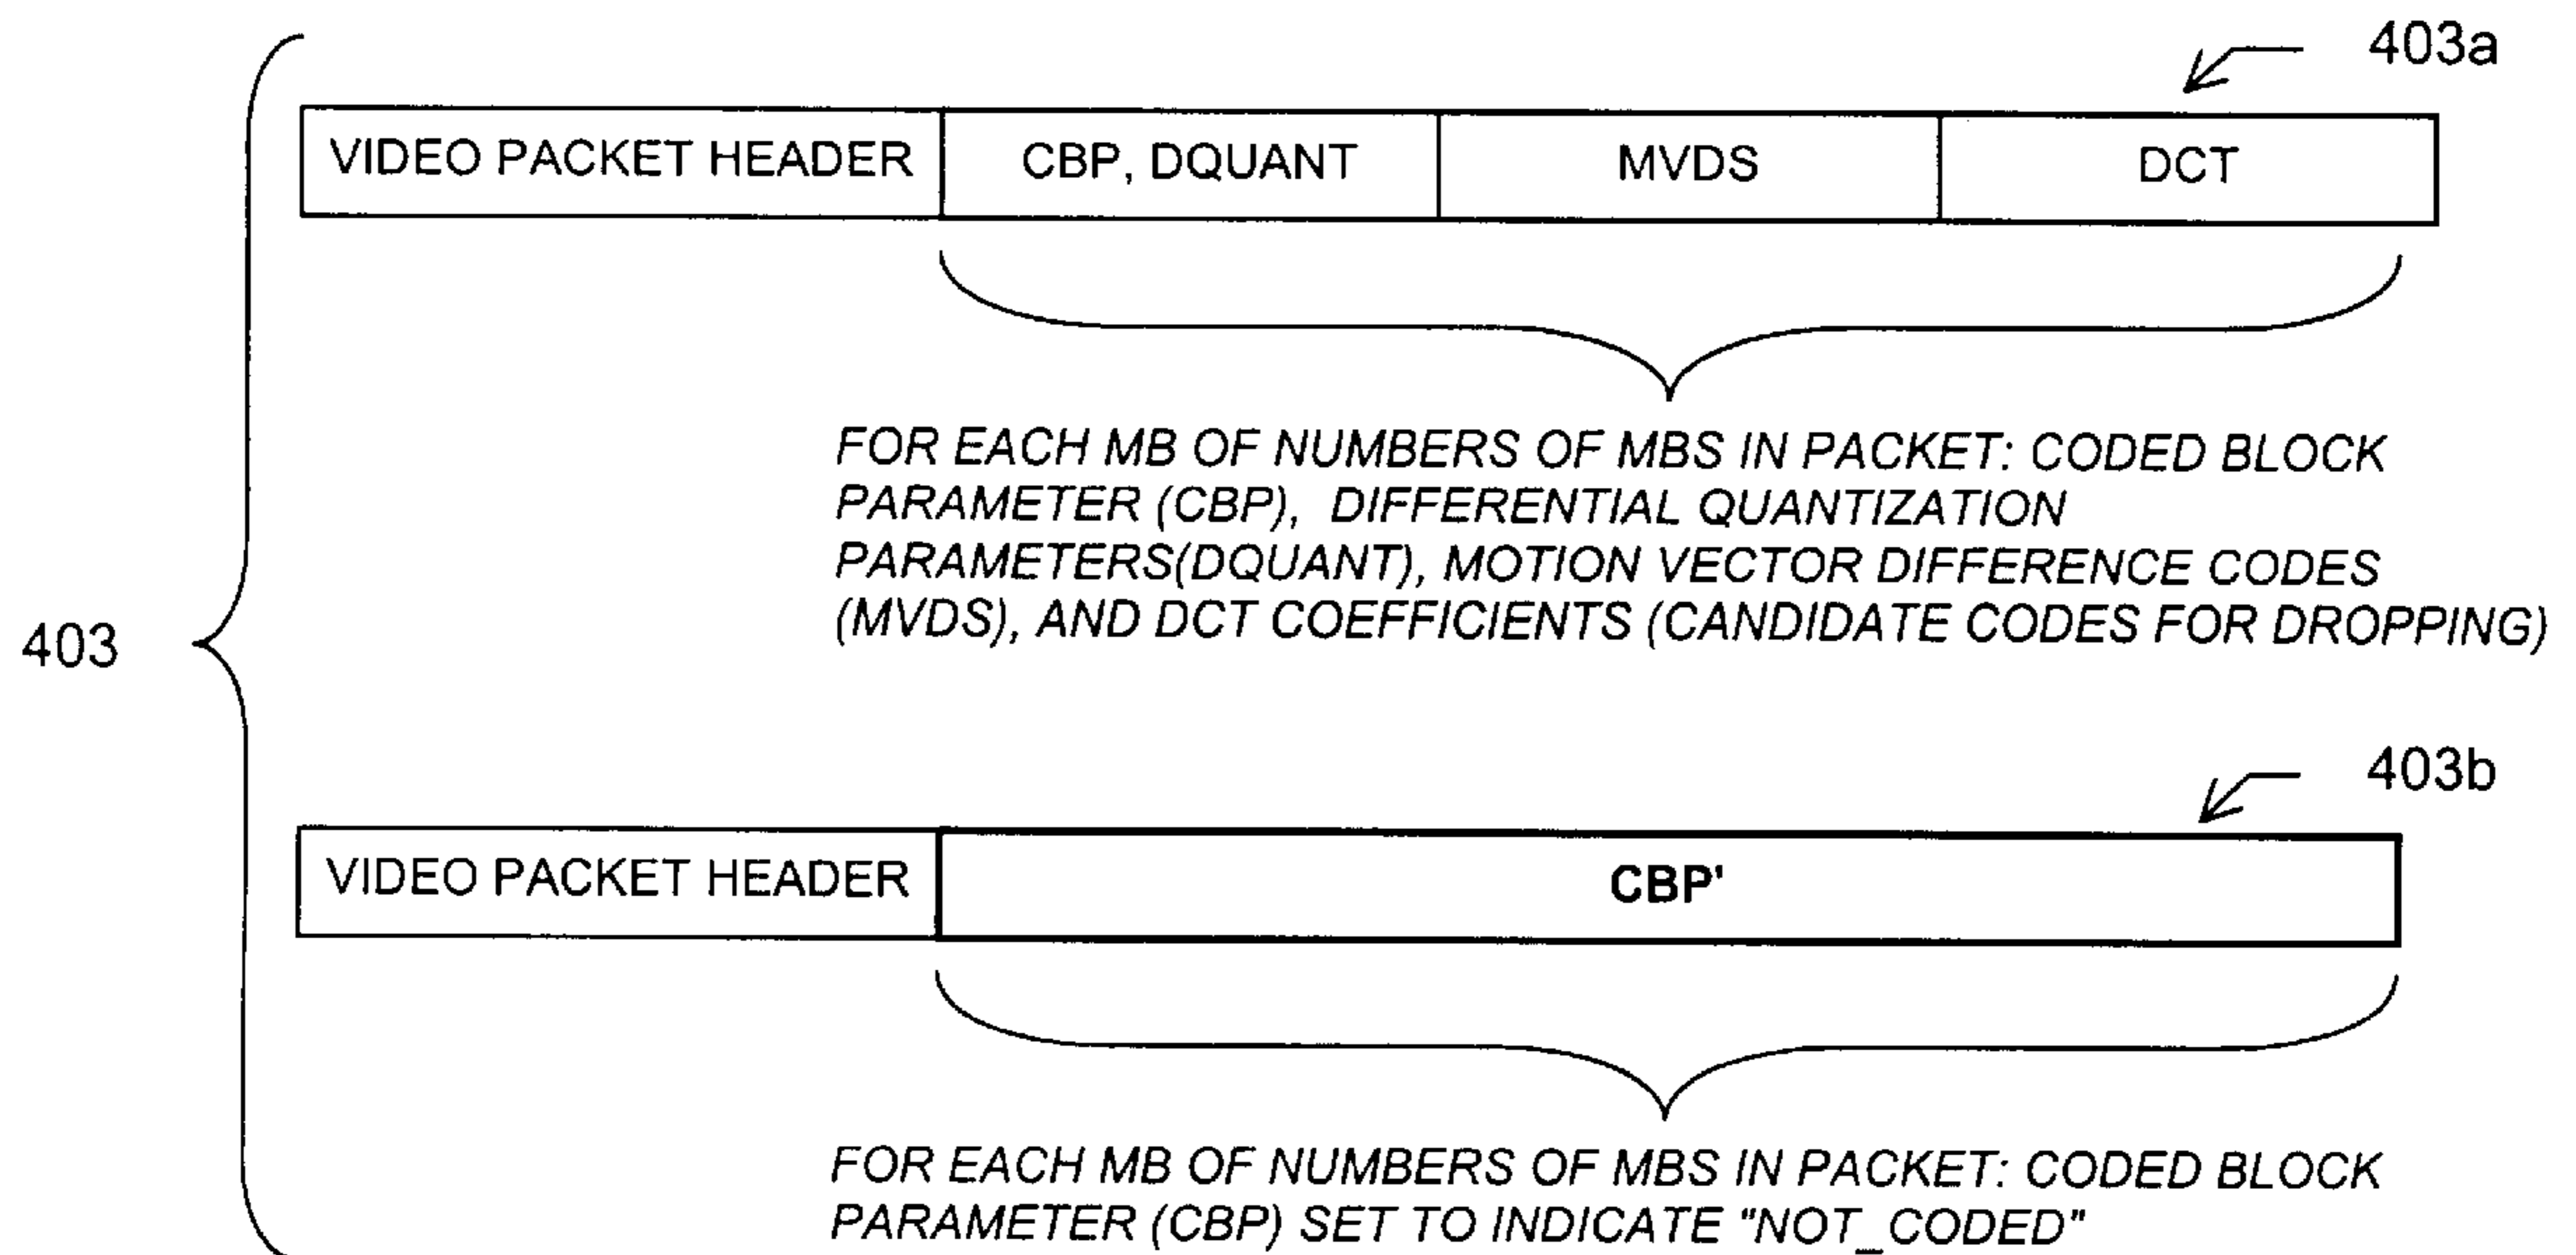 403a
VIDEO PACKET HEADER CBP, DQUANT MVDS DCT
FOR EACH MB OF NUMBERS OF MBS IN PACKET: CODED BLOCK
PARAMETER (CBP), DIFFERENTIAL QUANTIZATION
PARAMETERS(DQUANT), MOTION VECTOR DIFFERENCE CODES
(MVDS), AND DCT COEFFICIENTS (CANDIDATE CODES FOR DROPPING)
403
403b
VIDEO PACKET HEADER CBP'
FOR EACH MB OF NUMBERS OF MBS IN PACKET: CODED BLOCK
PARAMETER (CBP) SET TO INDICATE "NOT_CODED"